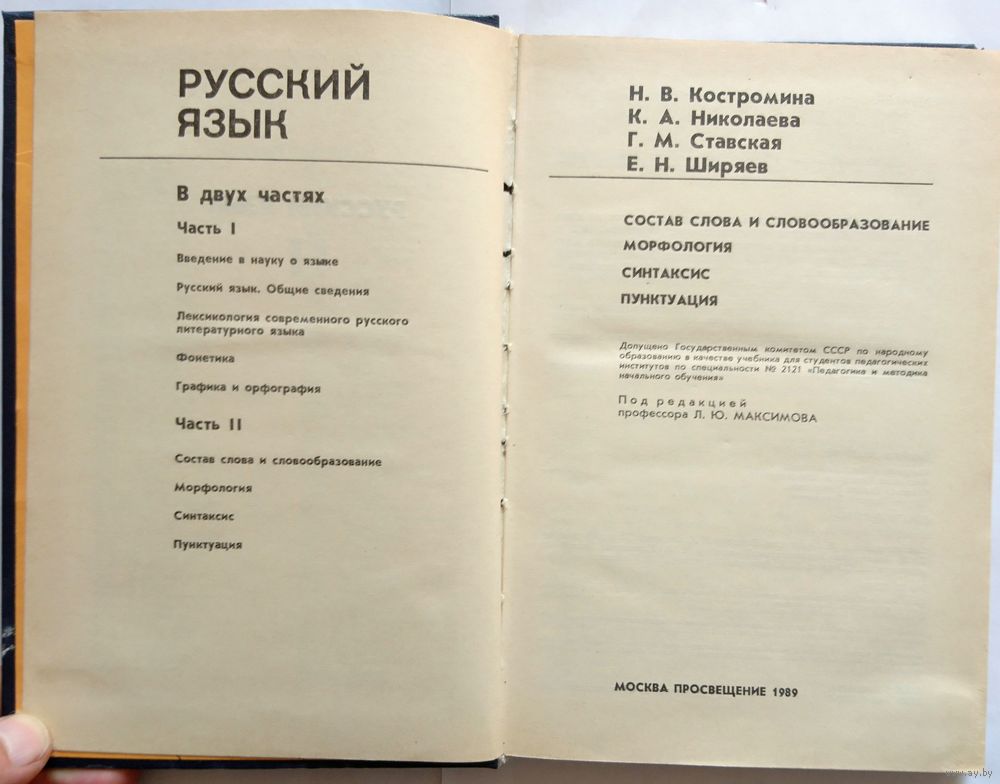 РУССКИЙ
ЯЗЫК
В двух частях
Часть I
Введение в науку о языке
Русский язык. Общие сведения
Лексикология современного русского
литературного языка
Фонетика
Графика и орфография
Часть II
Состав слова и словообразование
Морфология
Синтаксис
Пунктуация
Н. В. Костромина
К. А. Николаева
Г. М. Ставская
Е. Н. Ширяев
СОСТАВ СЛОВА И СЛОВООБРАЗОВАНИЕ
МОРФОЛОГИЯ
СИНТАКСИС
ПУНКТУАЦИЯ
Допущено Государственным комитетом СССР по народному
образованию в качестве учебника для студентов педагогических
институтов по специальности № 2121 «Педагогика и методика
начального обучения»
Под редакцией
профессора Л. Ю. МАКСИМОВА
МОСКВА ПРОСВЕЩЕНИЕ 1989
www.ay.by